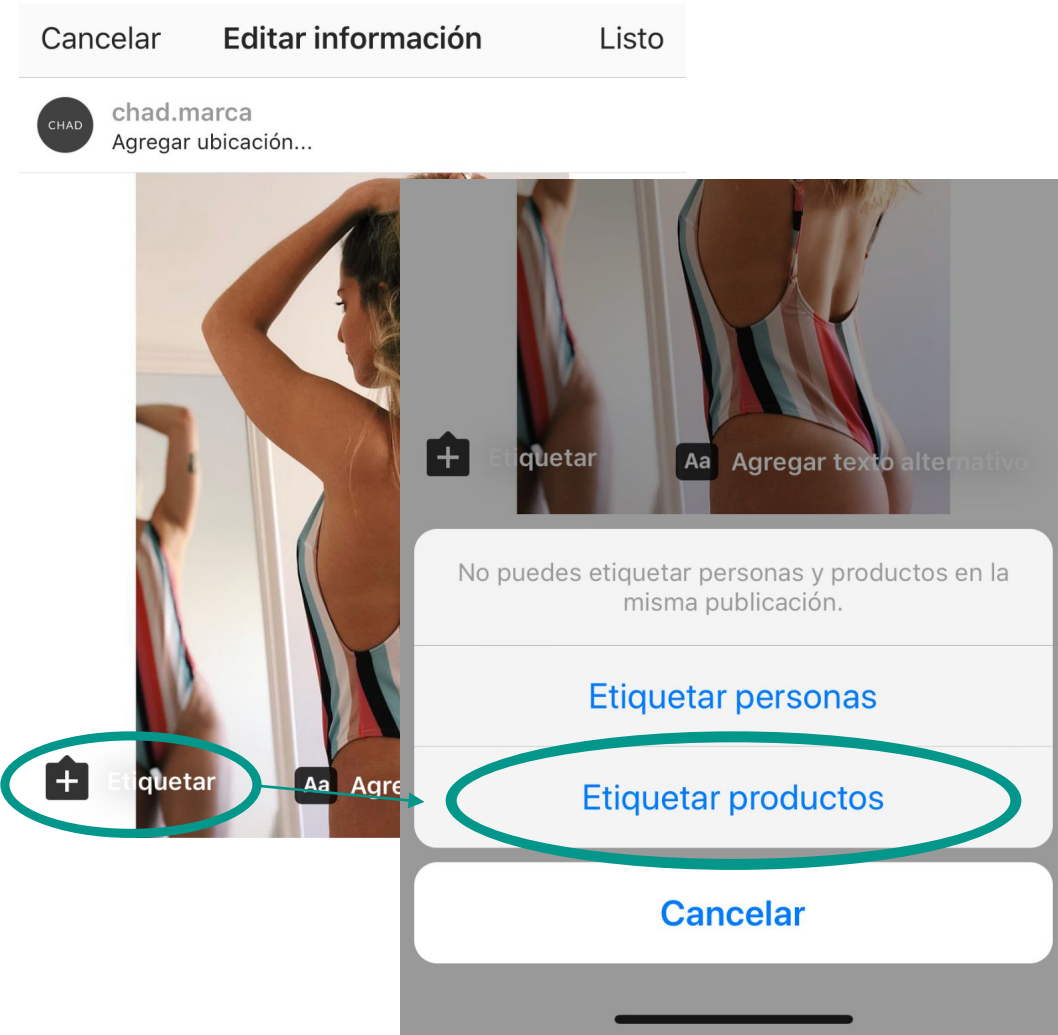 Cancelar Editar información Listo
CHAD
chad.marca
Agregar ubicación...
Etiquetar Aa Agre
Etiquetar Aa Agregar texto alternativo
No puedes etiquetar personas y productos en la
misma publicación.
Etiquetar personas
Etiquetar productos
Cancelar